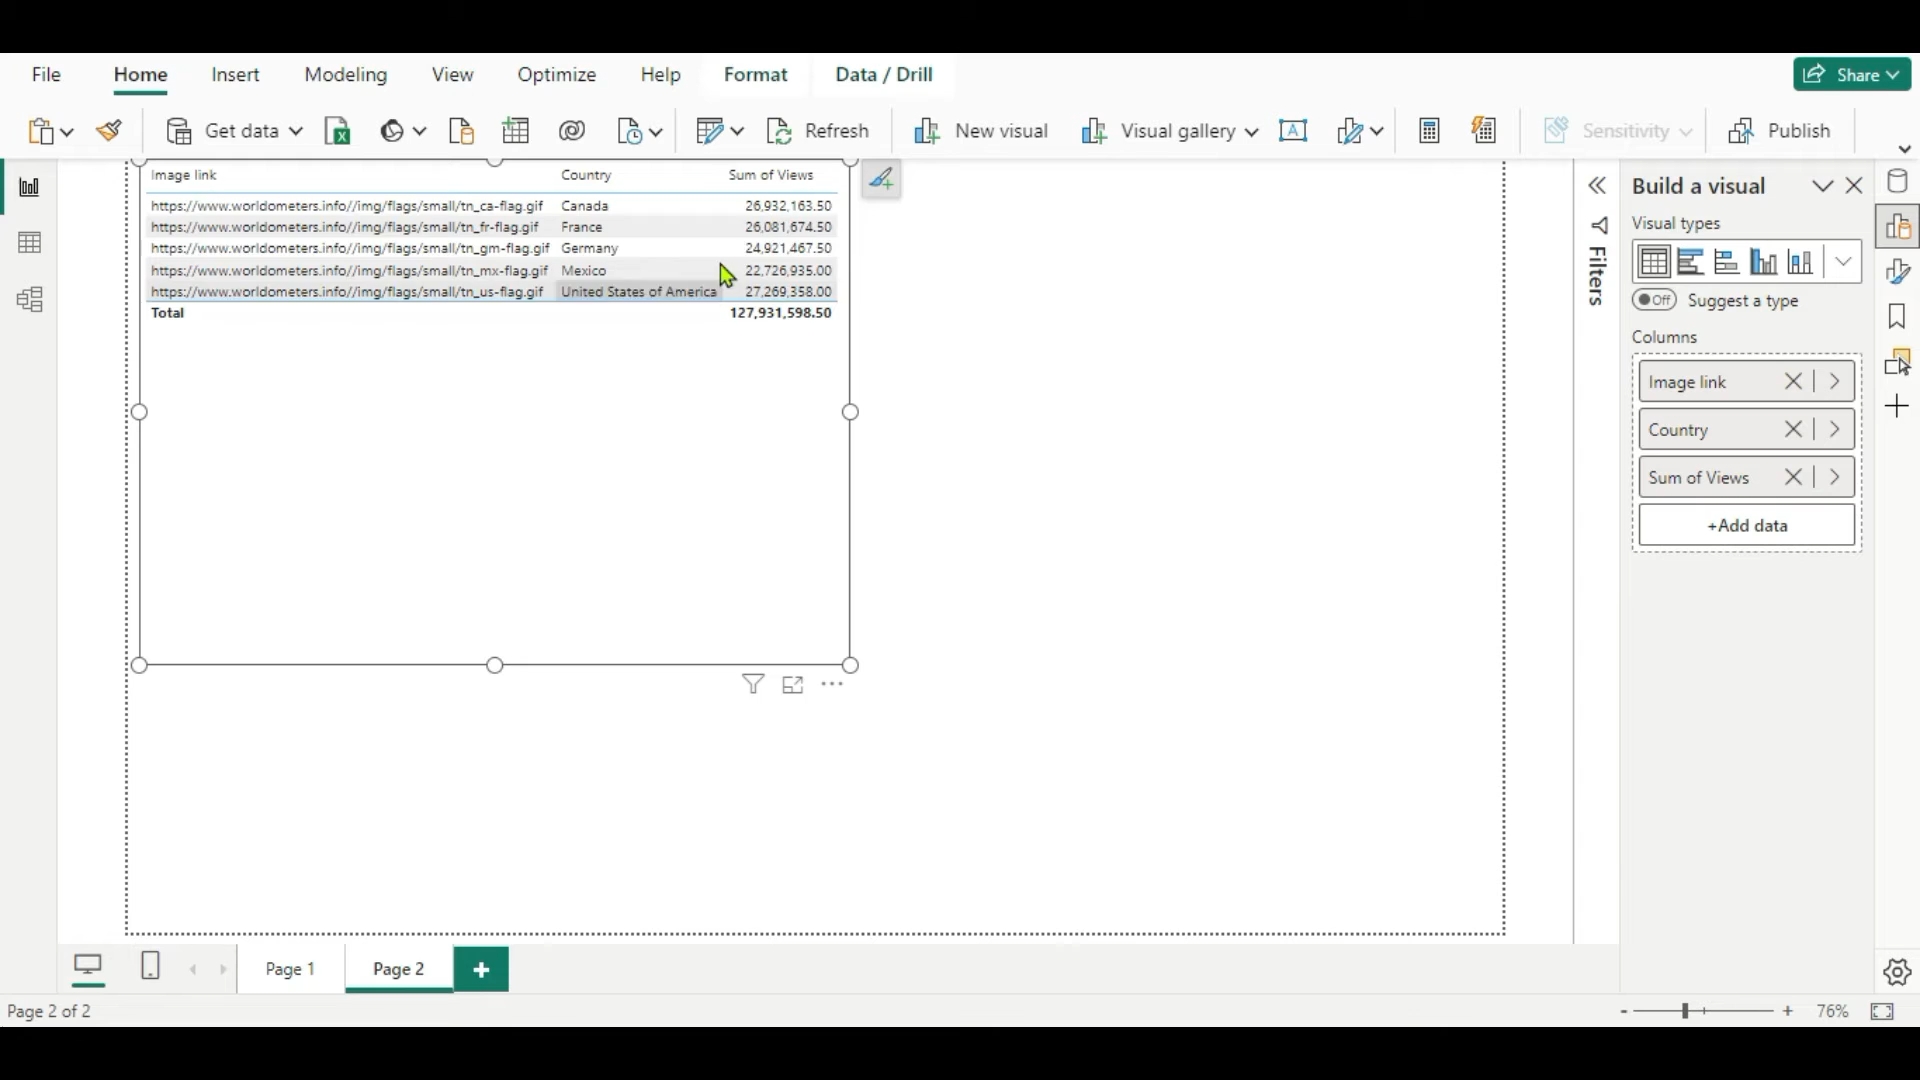 File Home Insert Modeling View Optimize Help Format Data / Drill Share
Get data Refresh New visual Visual gallery Sensitivity Publish
Image link Country Sum of Views
https://www.worldometers.info//img/flags/small/tn_ca-flag.gif Canada 26,932,163.50
https://www.worldometers.info//img/flags/small/tn_fr-flag.gif France 26,081,674.50
https://www.worldometers.info//img/flags/small/tn_gm-flag.gif Germany 24,921,467.50
https://www.worldometers.info//img/flags/small/tn_mx-flag.gif Mexico 22,726,935.00
https://www.worldometers.info//img/flags/small/tn_us-flag.gif United States of America 27,269,358.00
Total 127,931,598.50
Filters
Build a visual
Visual types
Off Suggest a type
Columns
Image link
Country
Sum of Views
+Add data
Page 1 Page 2
Page 2 of 2
- + 76%